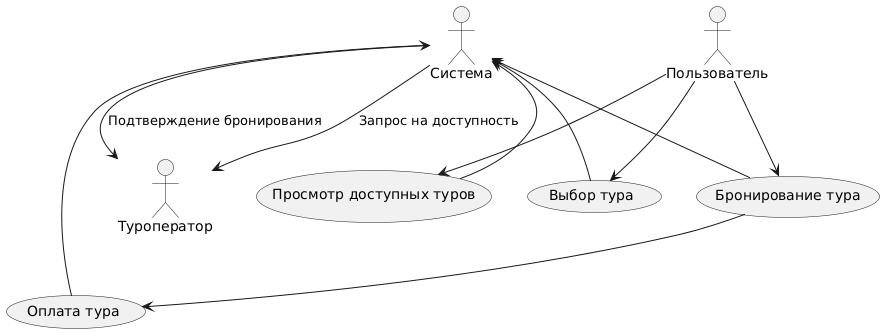 Система
Пользователь
Подтверждение бронирования
Запрос на доступность
Туроператор
Просмотр доступных туров
Выбор тура
Бронирование тура
Оплата тура